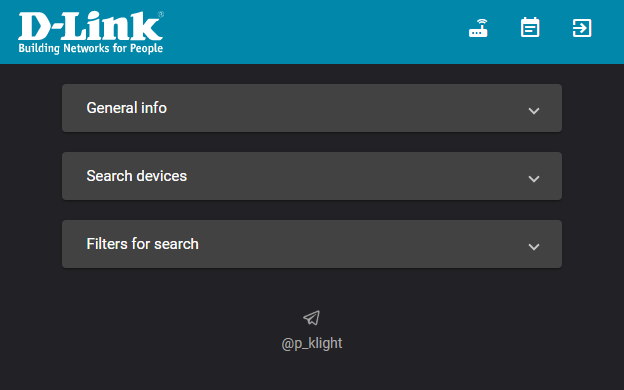 D-Link®
Building Networks for People
General info
Search devices
Filters for search
@p_klight